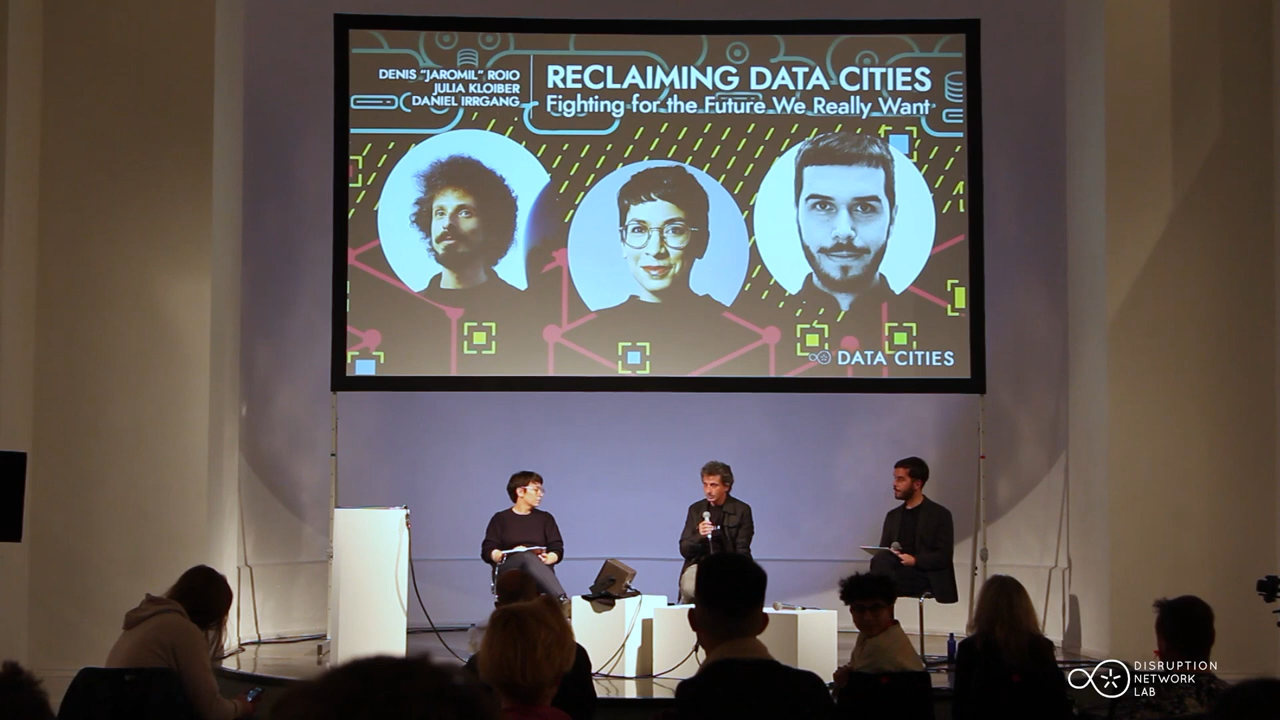 DENIS "JAROMIL" ROIO
JULIA KLOIBER
DANIEL IRRGANG
RECLAIMING DATA CITIES
Fighting for the Future We Really Want
DATA CITIES
DISRUPTION
NETWORK
LAB